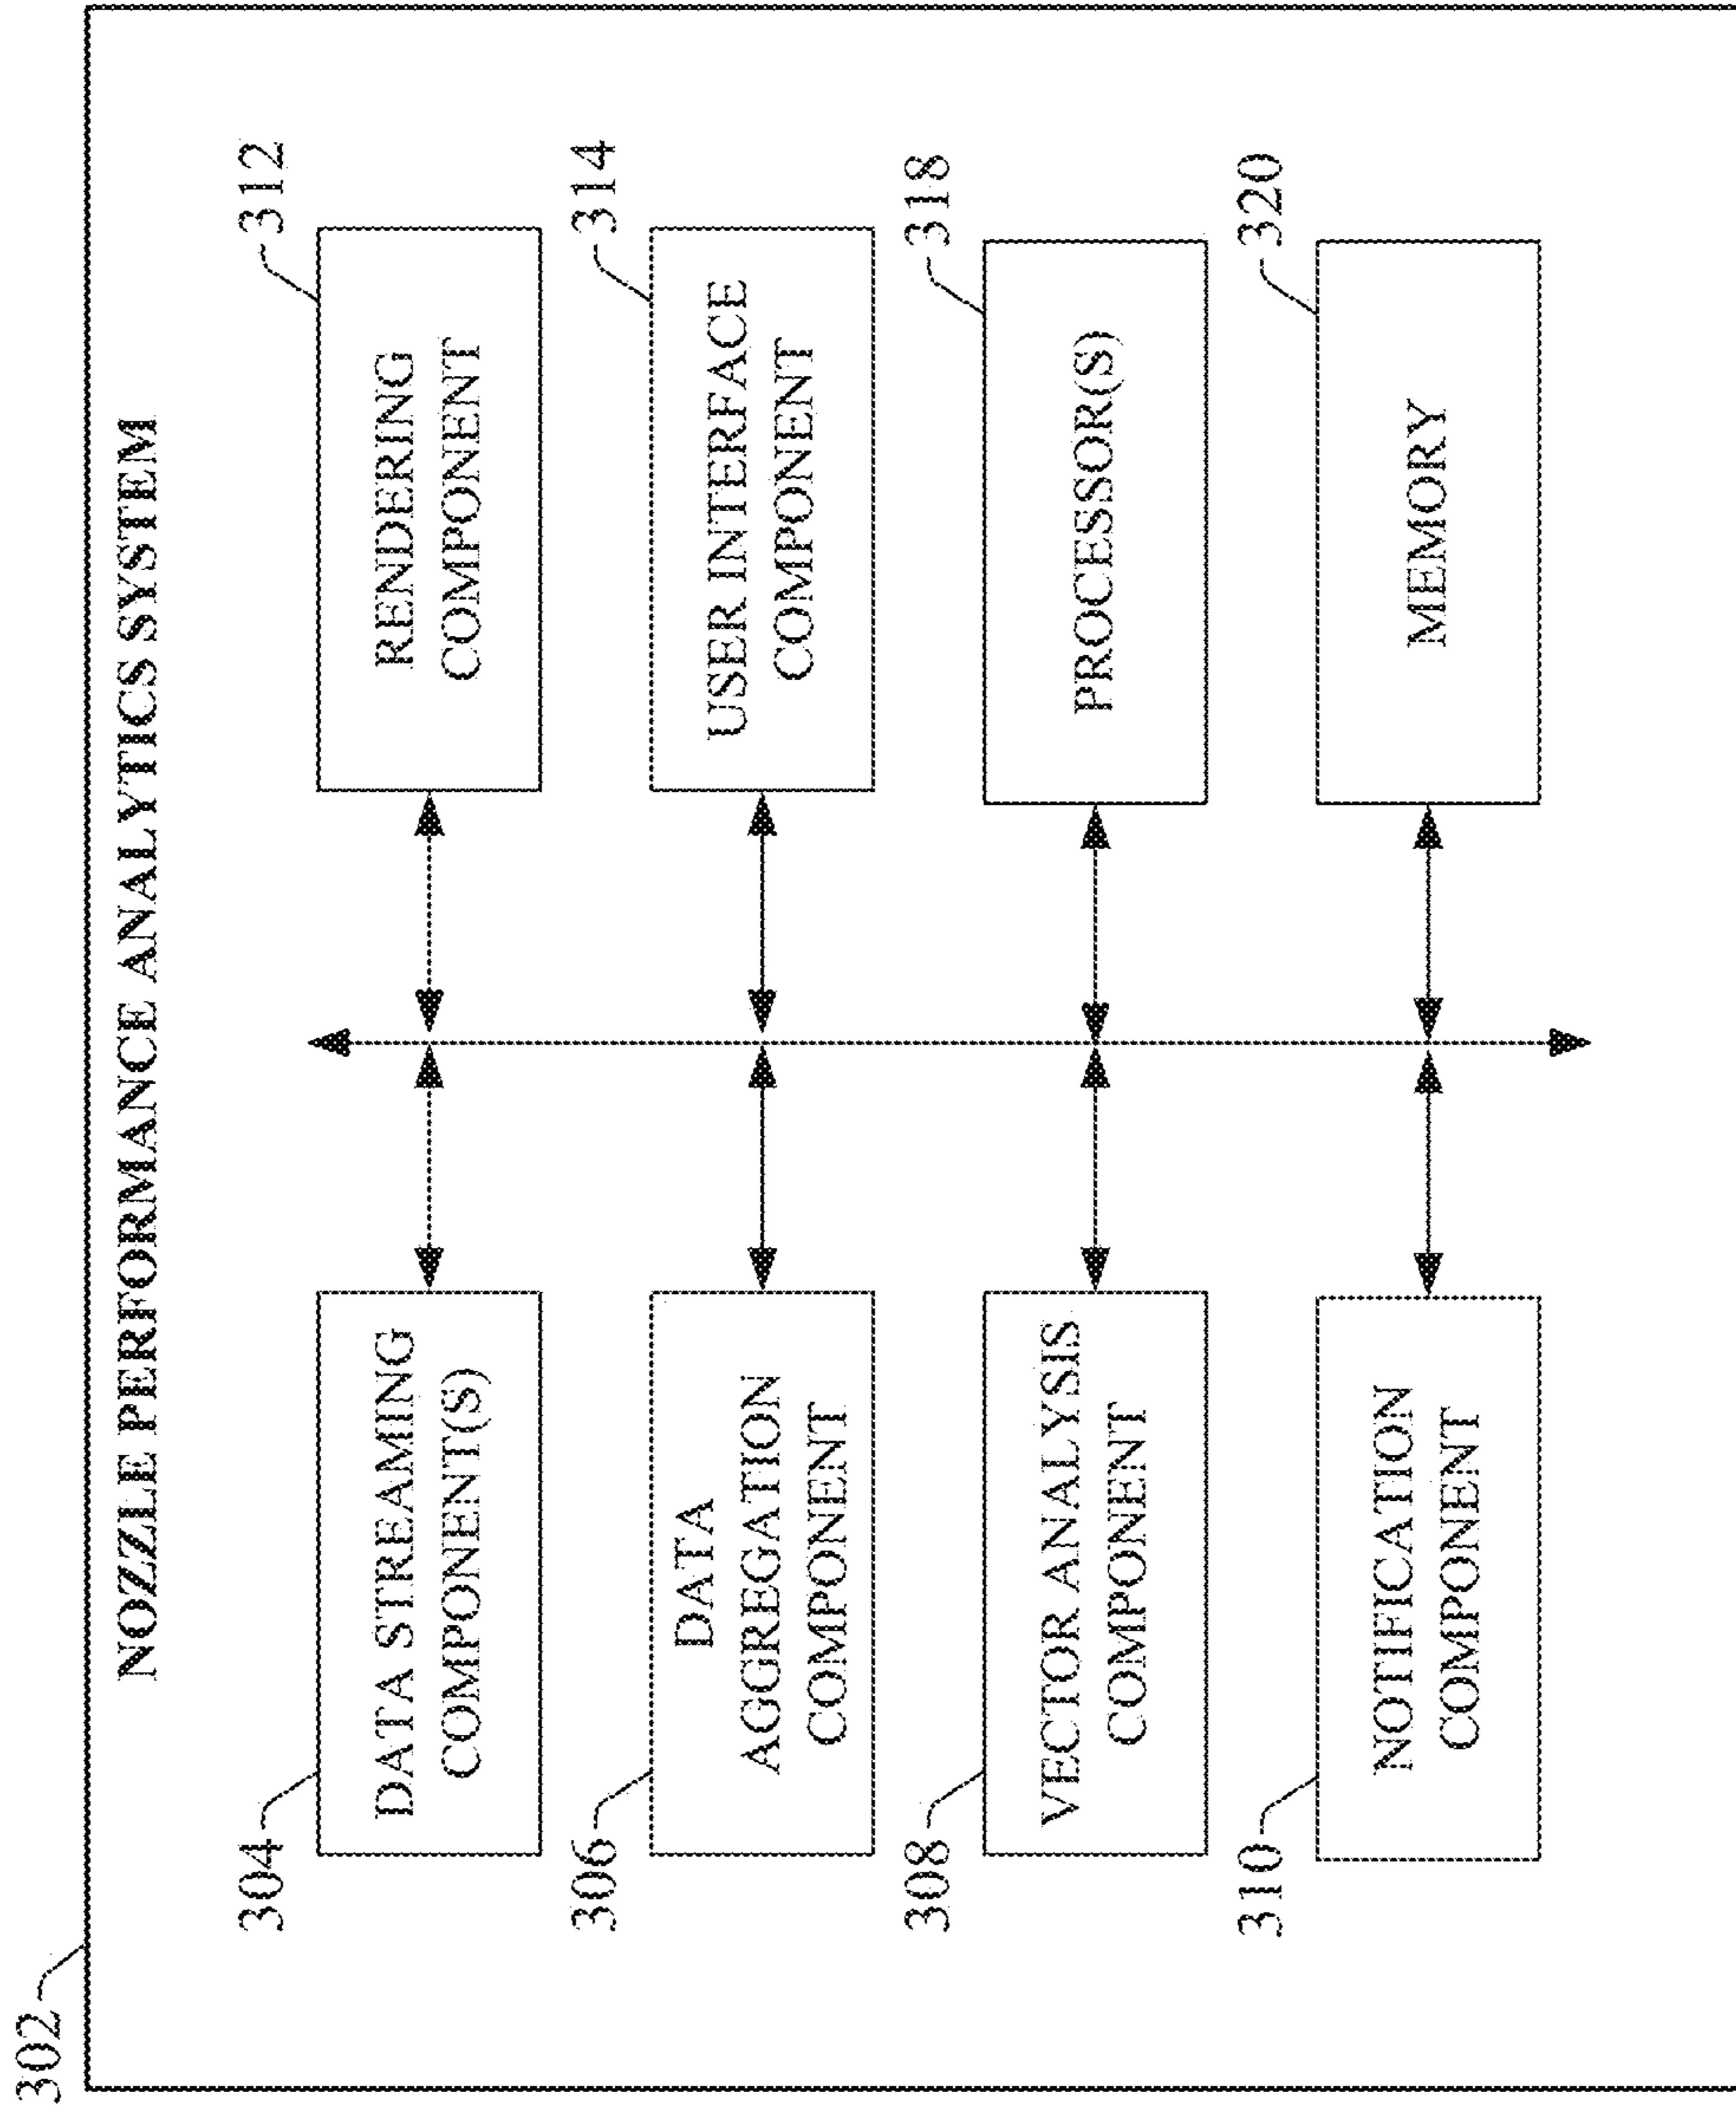 302
NOZZLE PERFORMANCE ANALYTICS SYSTEM
304
DATA STREAMING
COMPONENT(S)
312
RENDERING
COMPONENT
306
DATA
AGGREGATION
COMPONENT
314
USER INTERFACE
COMPONENT
308
VECTOR ANALYSIS
COMPONENT
318
PROCESSOR(S)
310
NOTIFICATION
COMPONENT
320
MEMORY